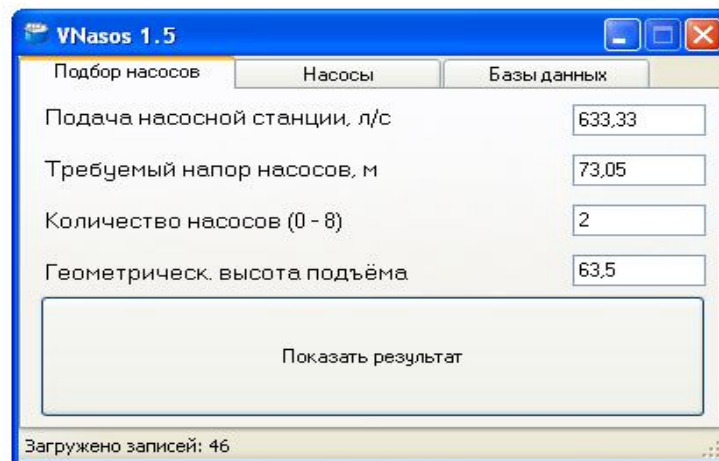 VNasos 1.5
Подбор насосов Насосы Базы данных
Подача насосной станции, л/с 633,33
Требуемый напор насосов, м 73,05
Количество насосов (0 - 8) 2
Геометрическ. высота подъёма 63,5
Показать результат
Загружено записей: 46